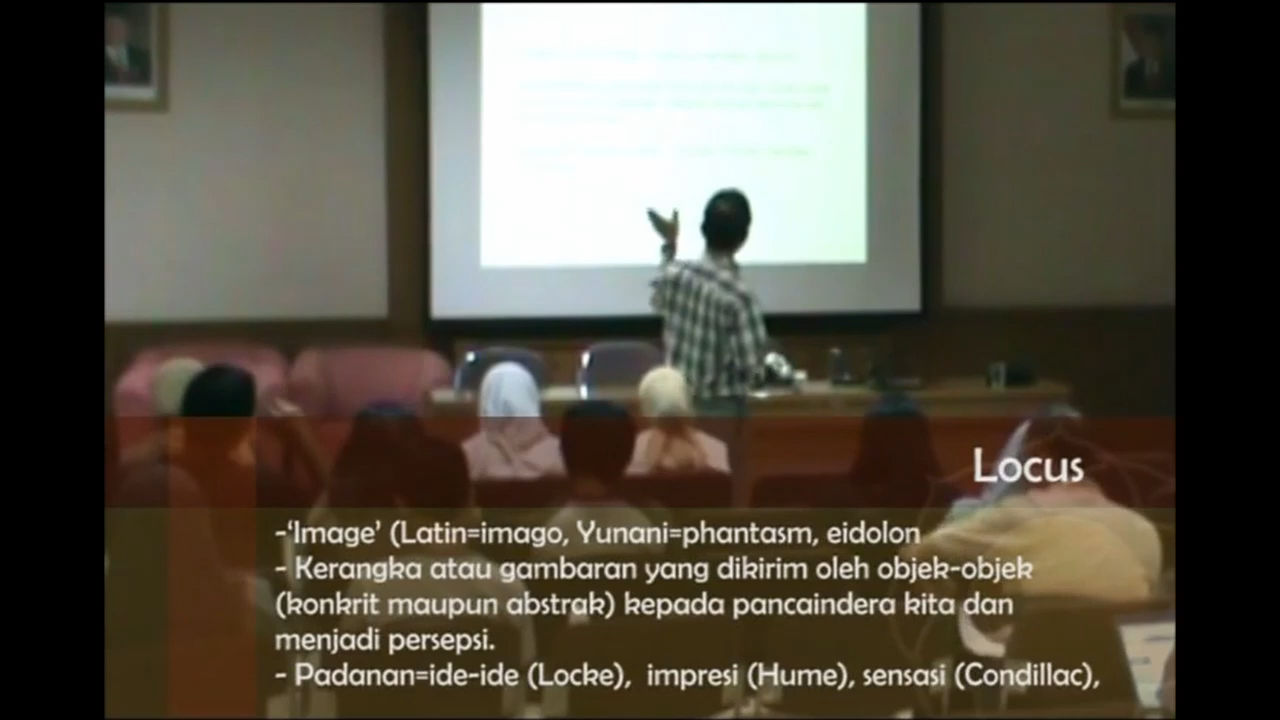 Locus
-‘Image’ (Latin=imago, Yunani=phantasm, eidolon
- Kerangka atau gambaran yang dikirim oleh objek-objek
(konkrit maupun abstrak) kepada pancaindera kita dan
menjadi persepsi.
- Padanan=ide-ide (Locke),  impresi (Hume), sensasi (Condillac),